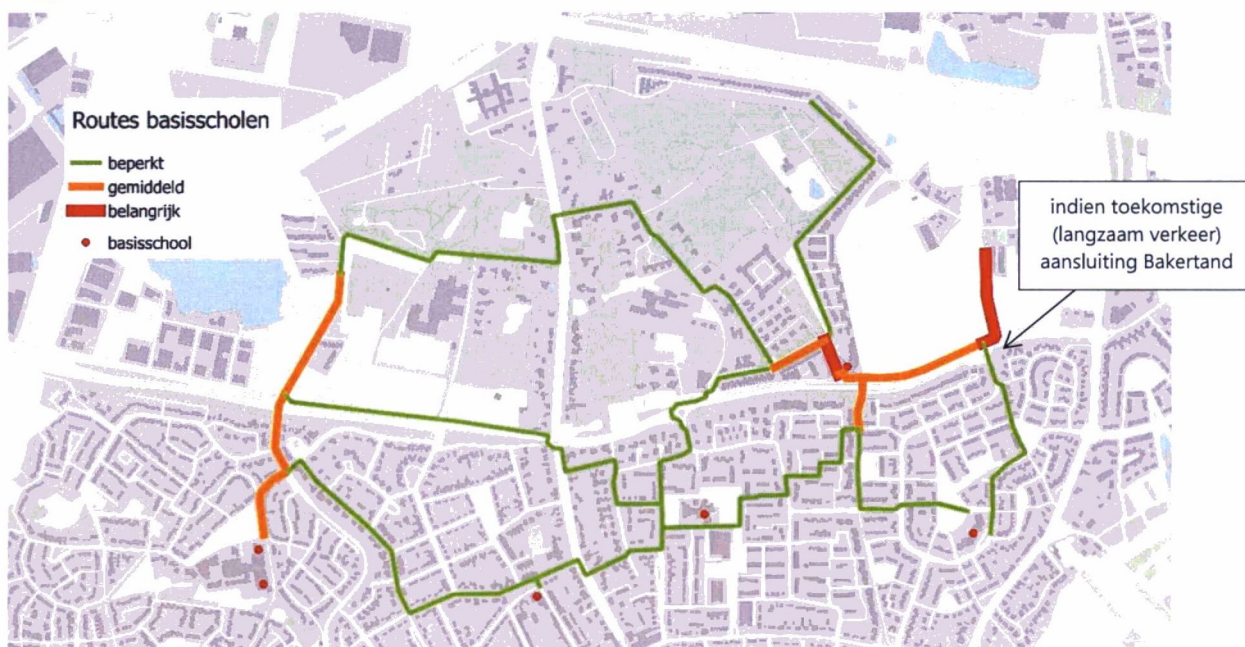 Routes basisscholen
beperkt
gemiddeld
belangrijk
basisschool
indien toekomstige
(langzaam verkeer)
aansluiting Bakertand